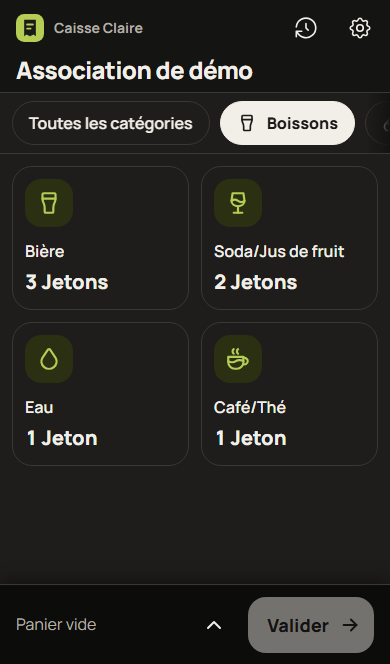 Caisse Claire
Association de démo
Toutes les catégories
Boissons
Bière
3 Jetons
Soda/Jus de fruit
2 Jetons
Eau
1 Jeton
Café/Thé
1 Jeton
Panier vide
Valider